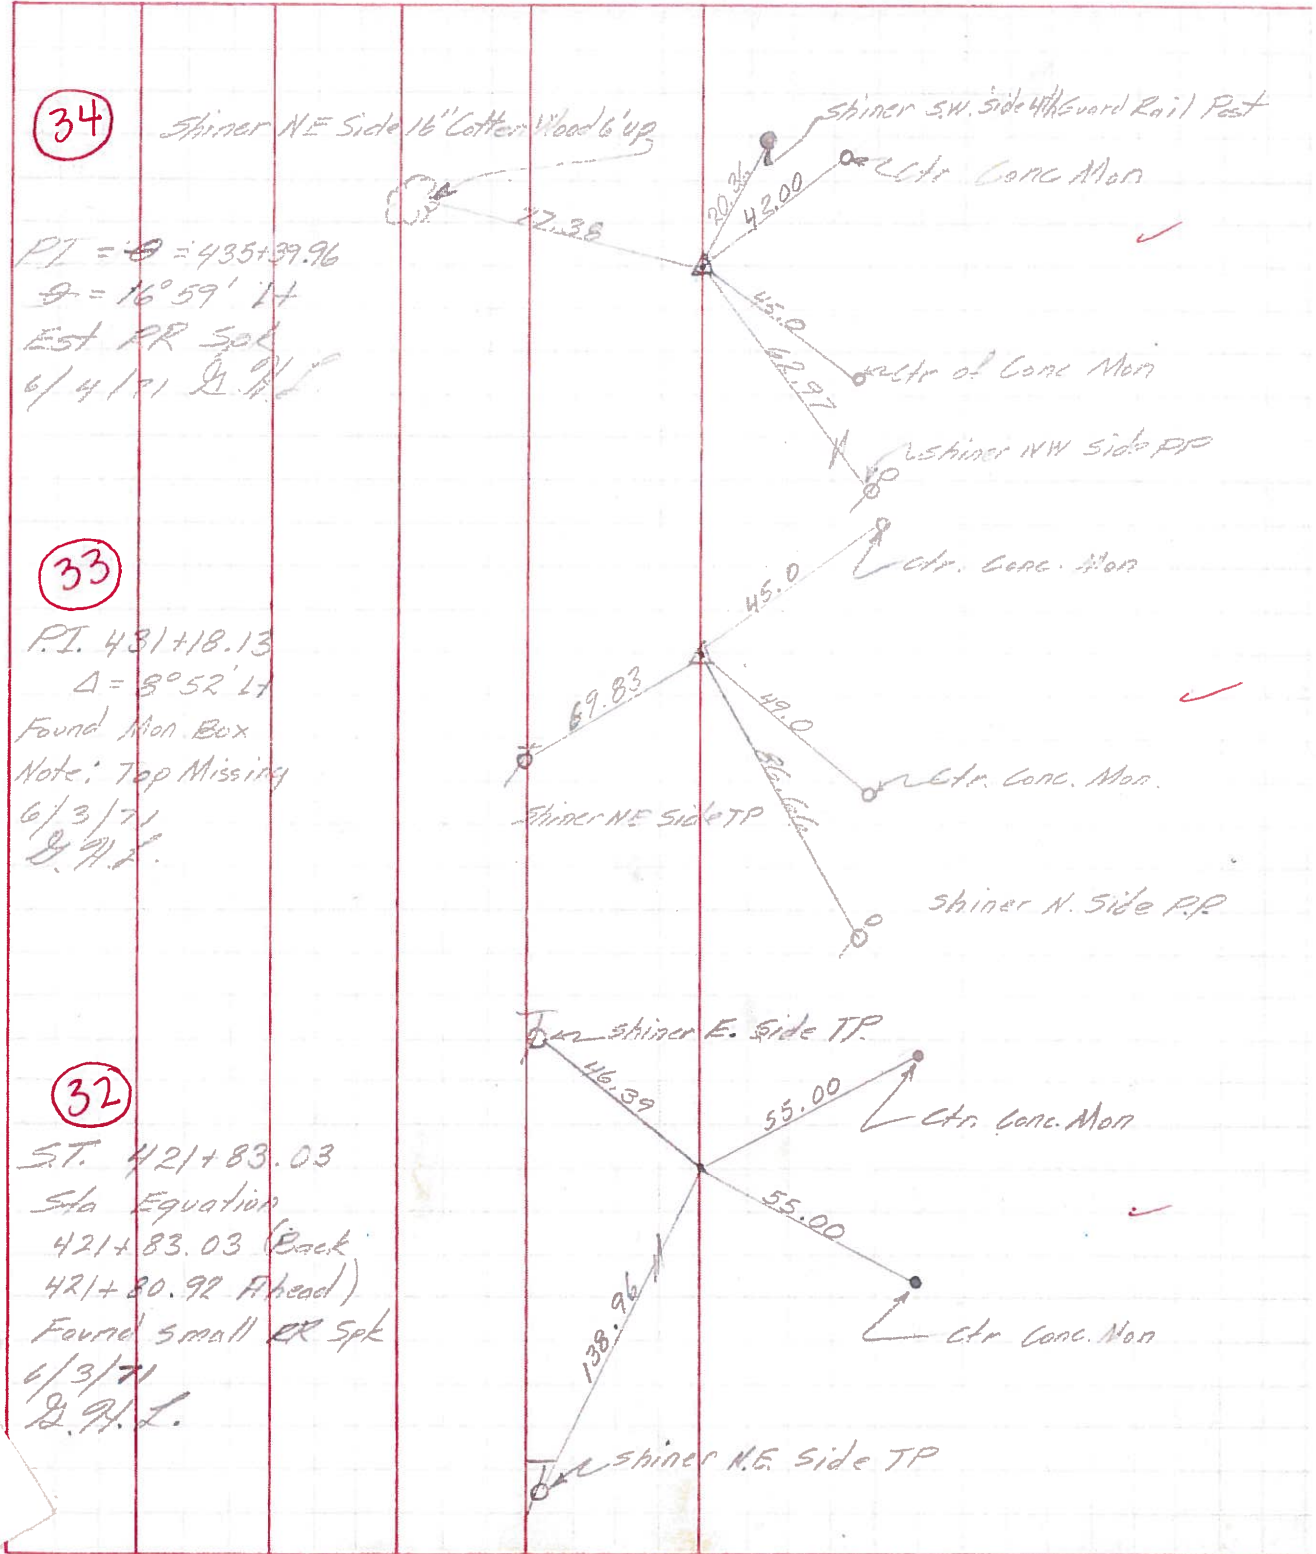 34
Shiner NE Side 16" Cotten Wood 6' up
shiner S.W. Side 4th Guard Rail Post
Ctr Conc Mon
20.36
42.00
PI = = 435+39.96
= 16° 59' Lt
Est RR Spk
6/4/71 G.H.L.
45.0
Ctr of Conc Mon
62.97
shiner NW Side PP
33
Ctr. Conc. Mon
45.0
P.I. 431+18.13
Δ = 8° 52' Lt
Found Mon Box
Note: Top Missing
6/3/71
G.H.L.
69.83
49.0
Ctr. Conc. Mon.
86.66
Shiner NE Side TP
Shiner N. Side P.P.
shiner E. Side TP.
32
46.39
55.00
Ctr. Conc. Mon
S.T. 421+83.03
Sta Equation
421+83.03 (Back
421+80.92 Ahead)
Found small RR Spk
6/3/71
G.H.L.
55.00
Ctr Conc. Mon
138.96
shiner N.E. Side TP